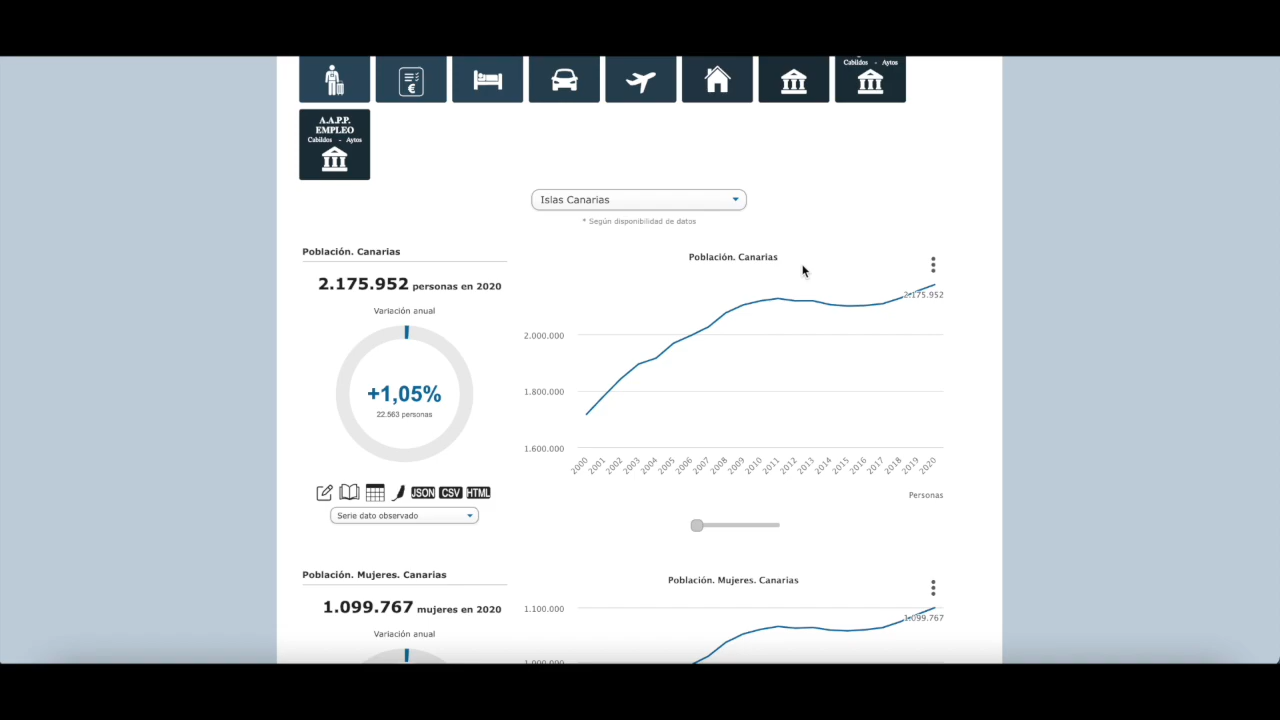 Cabildos - Aytos
A.A.P.P.
EMPLEO
Cabildos - Aytos
Islas Canarias
* Según disponibilidad de datos
Población. Canarias
2.175.952 personas en 2020
Variación anual
+1,05%
22.563 personas
JSON CSV HTML
Serie dato observado
Población. Canarias
2.175.952
2.000.000
1.800.000
1.600.000
2000 2001 2002 2003 2004 2005 2006 2007 2008 2009 2010 2011 2012 2013 2014 2015 2016 2017 2018 2019 2020
Personas
Población. Mujeres. Canarias
1.099.767 mujeres en 2020
Variación anual
Población. Mujeres. Canarias
1.100.000
1.099.767